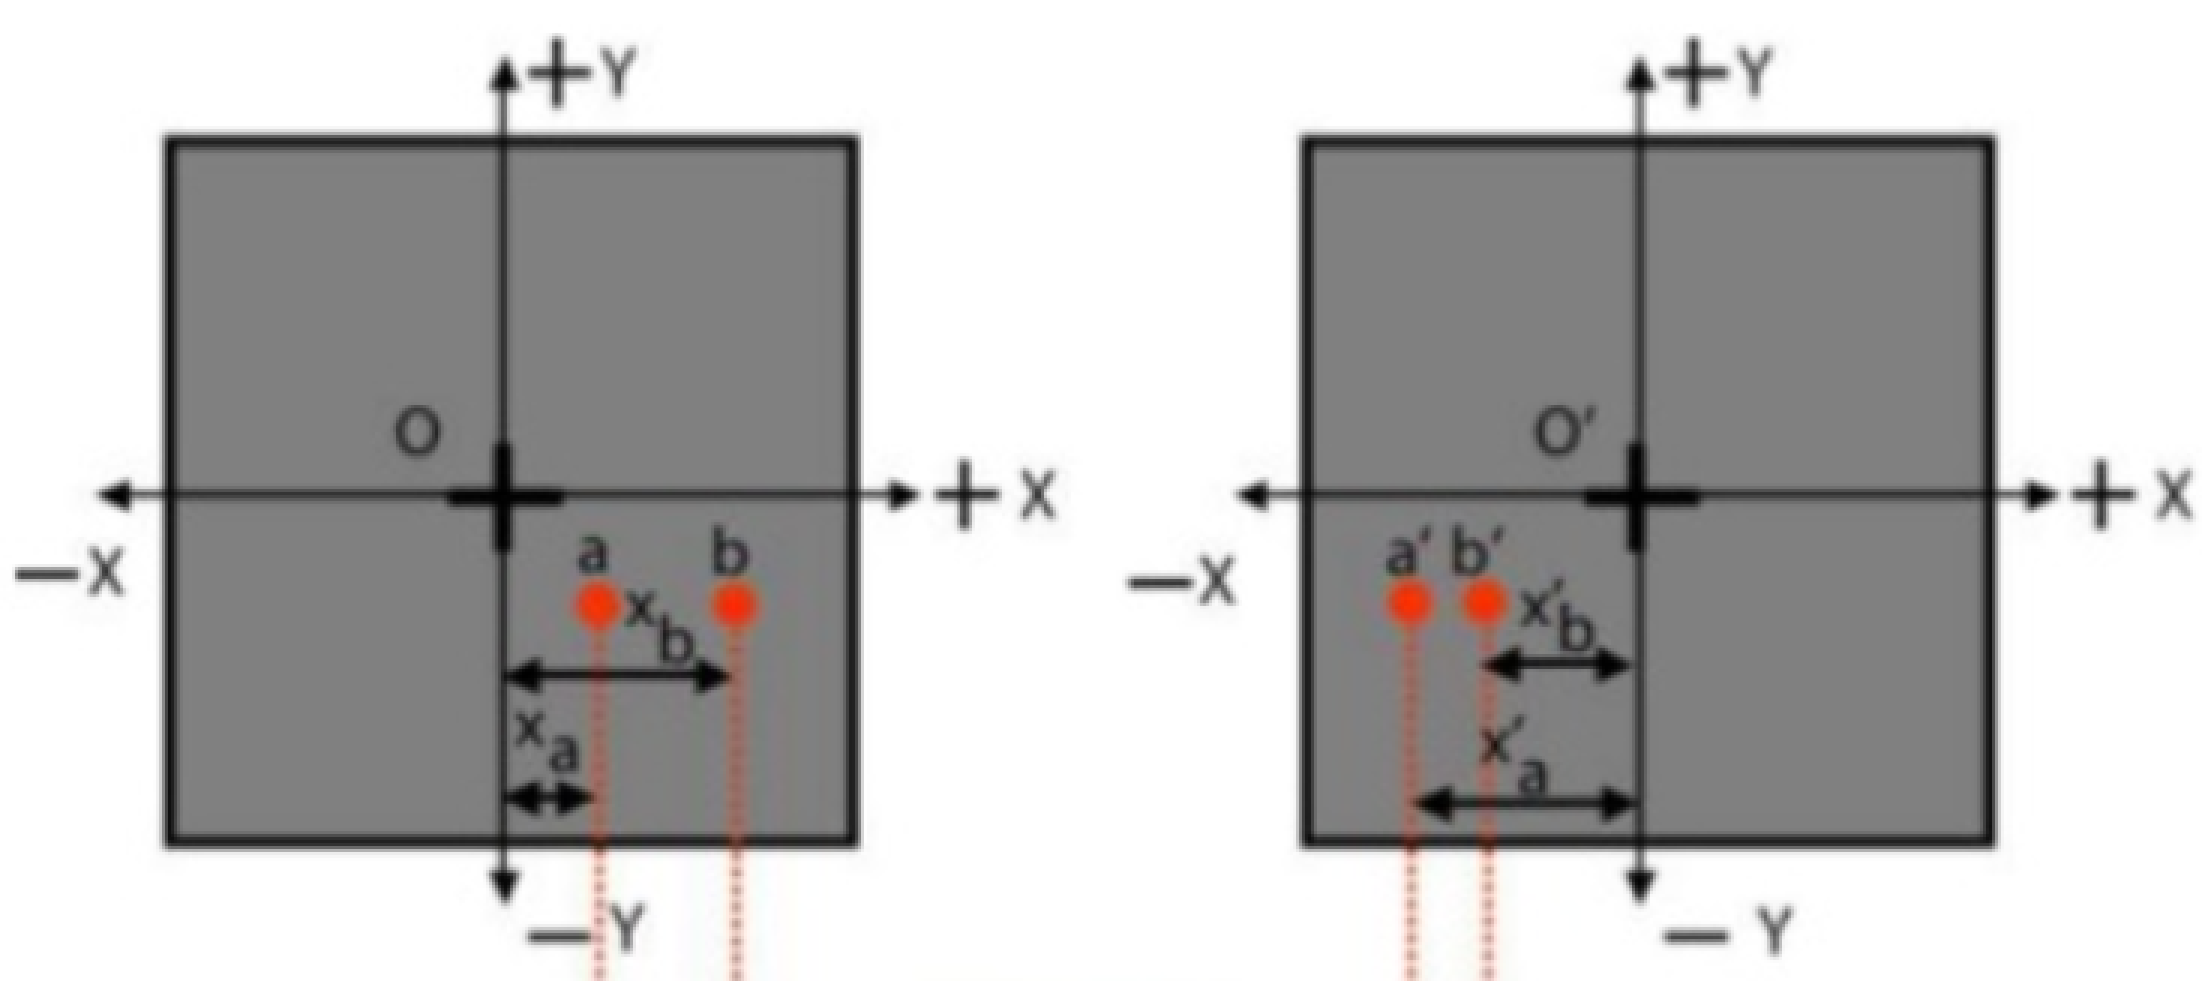 +Y
O
+ X
−X
a b
x_b
x_a
−Y
+Y
O′
+ X
−X
a′ b′
x′_b
x′_a
− Y